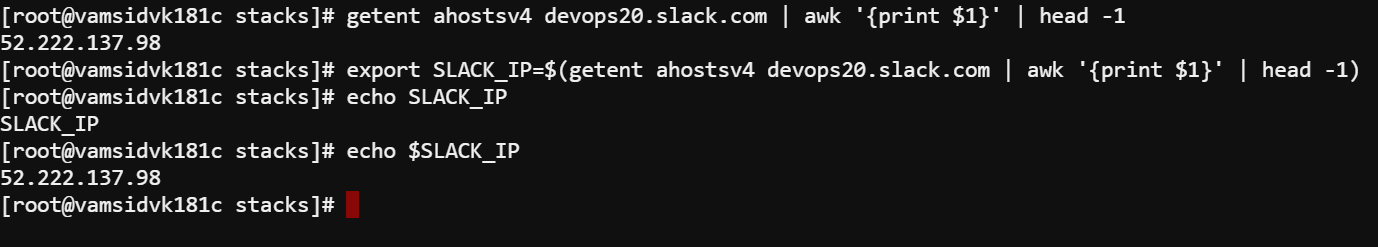 [root@vamsidvk181c stacks]# getent ahostsv4 devops20.slack.com | awk '{print $1}' | head -1
52.222.137.98
[root@vamsidvk181c stacks]# export SLACK_IP=$(getent ahostsv4 devops20.slack.com | awk '{print $1}' | head -1)
[root@vamsidvk181c stacks]# echo SLACK_IP
SLACK_IP
[root@vamsidvk181c stacks]# echo $SLACK_IP
52.222.137.98
[root@vamsidvk181c stacks]#